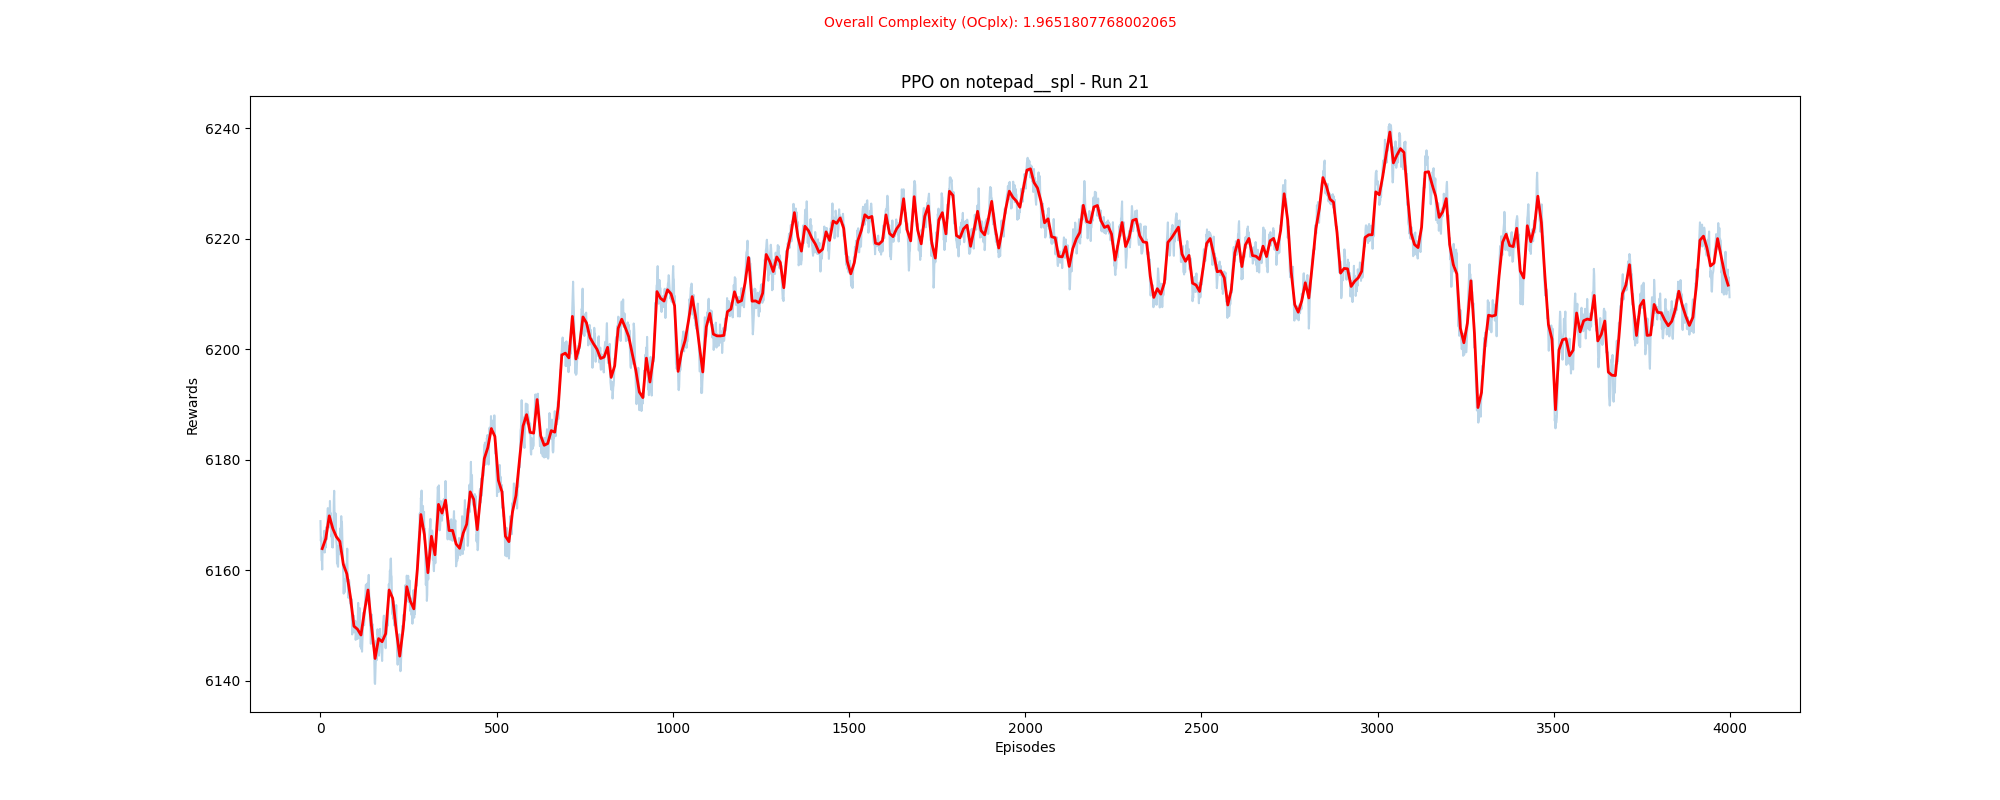 Overall Complexity (OCplx): 1.9651807768002065
PPO on notepad__spl - Run 21
6240
6220
6200
6180
6160
6140
Rewards
0 500 1000 1500 2000 2500 3000 3500 4000
Episodes